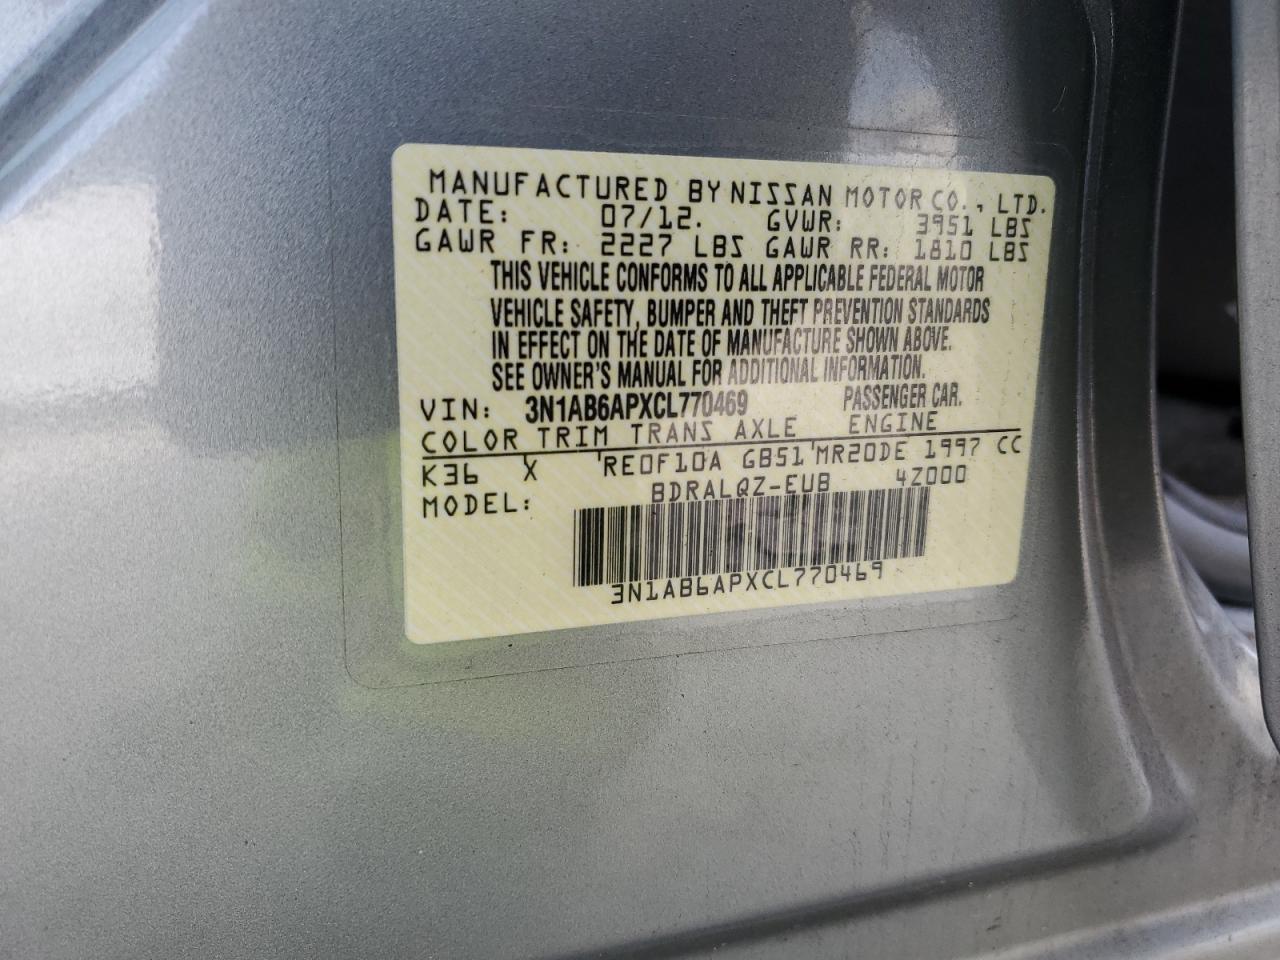 MANUFACTURED BY NISSAN MOTOR CO., LTD.
DATE: 07/12. GVWR: 3951 LBS
GAWR FR: 2227 LBS GAWR RR: 1810 LBS
THIS VEHICLE CONFORMS TO ALL APPLICABLE FEDERAL MOTOR
VEHICLE SAFETY, BUMPER AND THEFT PREVENTION STANDARDS
IN EFFECT ON THE DATE OF MANUFACTURE SHOWN ABOVE.
SEE OWNER'S MANUAL FOR ADDITIONAL INFORMATION.
VIN: 3N1AB6APXCL770469 PASSENGER CAR.
COLOR TRIM TRANS AXLE ENGINE
K36 X 'RE0F10A GB51'MR20DE 1997 CC
MODEL: BDRALQZ-EUB 4Z000
3N1AB6APXCL770469